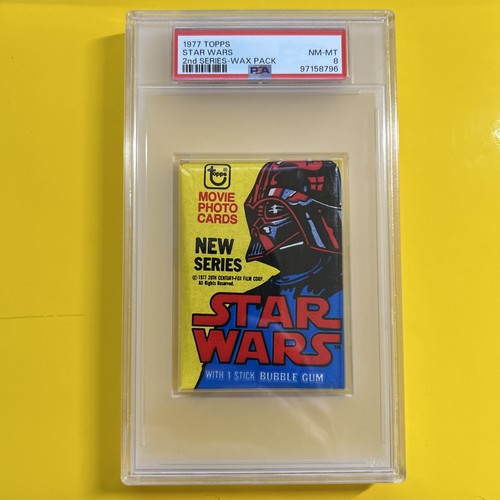 1977 TOPPS
STAR WARS
2nd SERIES-WAX PACK
NM-MT
8
97158796
PSA
topps
MOVIE
PHOTO
CARDS
NEW
SERIES
© 1977 20TH CENTURY-FOX FILM CORP.
All Rights Reserved.
STAR
WARS
WITH 1 STICK BUBBLE GUM